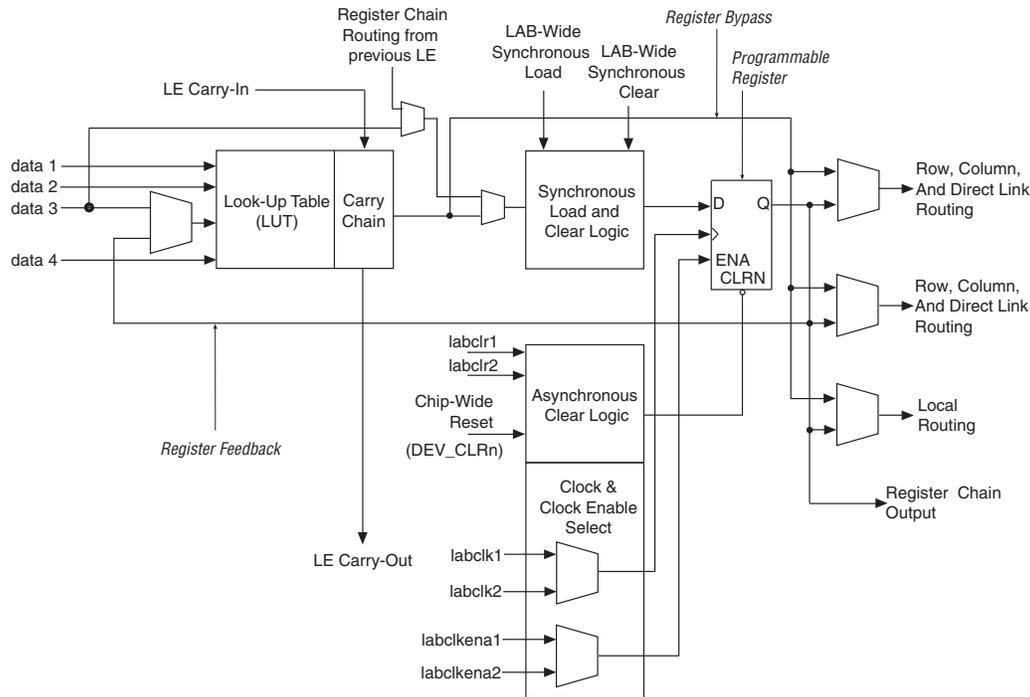 Register Chain
Routing from
previous LE
LAB-Wide
Synchronous
Load
LAB-Wide
Synchronous
Clear
Register Bypass
Programmable
Register
LE Carry-In
data 1
data 2
data 3
data 4
Look-Up Table
(LUT)
Carry
Chain
Synchronous
Load and
Clear Logic
D
Q
ENA
CLRN
Row, Column,
And Direct Link
Routing
Row, Column,
And Direct Link
Routing
Local
Routing
Register Chain
Output
labclr1
labclr2
Chip-Wide
Reset
(DEV_CLRn)
Asynchronous
Clear Logic
Register Feedback
Clock &
Clock Enable
Select
LE Carry-Out
labclk1
labclk2
labclkena1
labclkena2